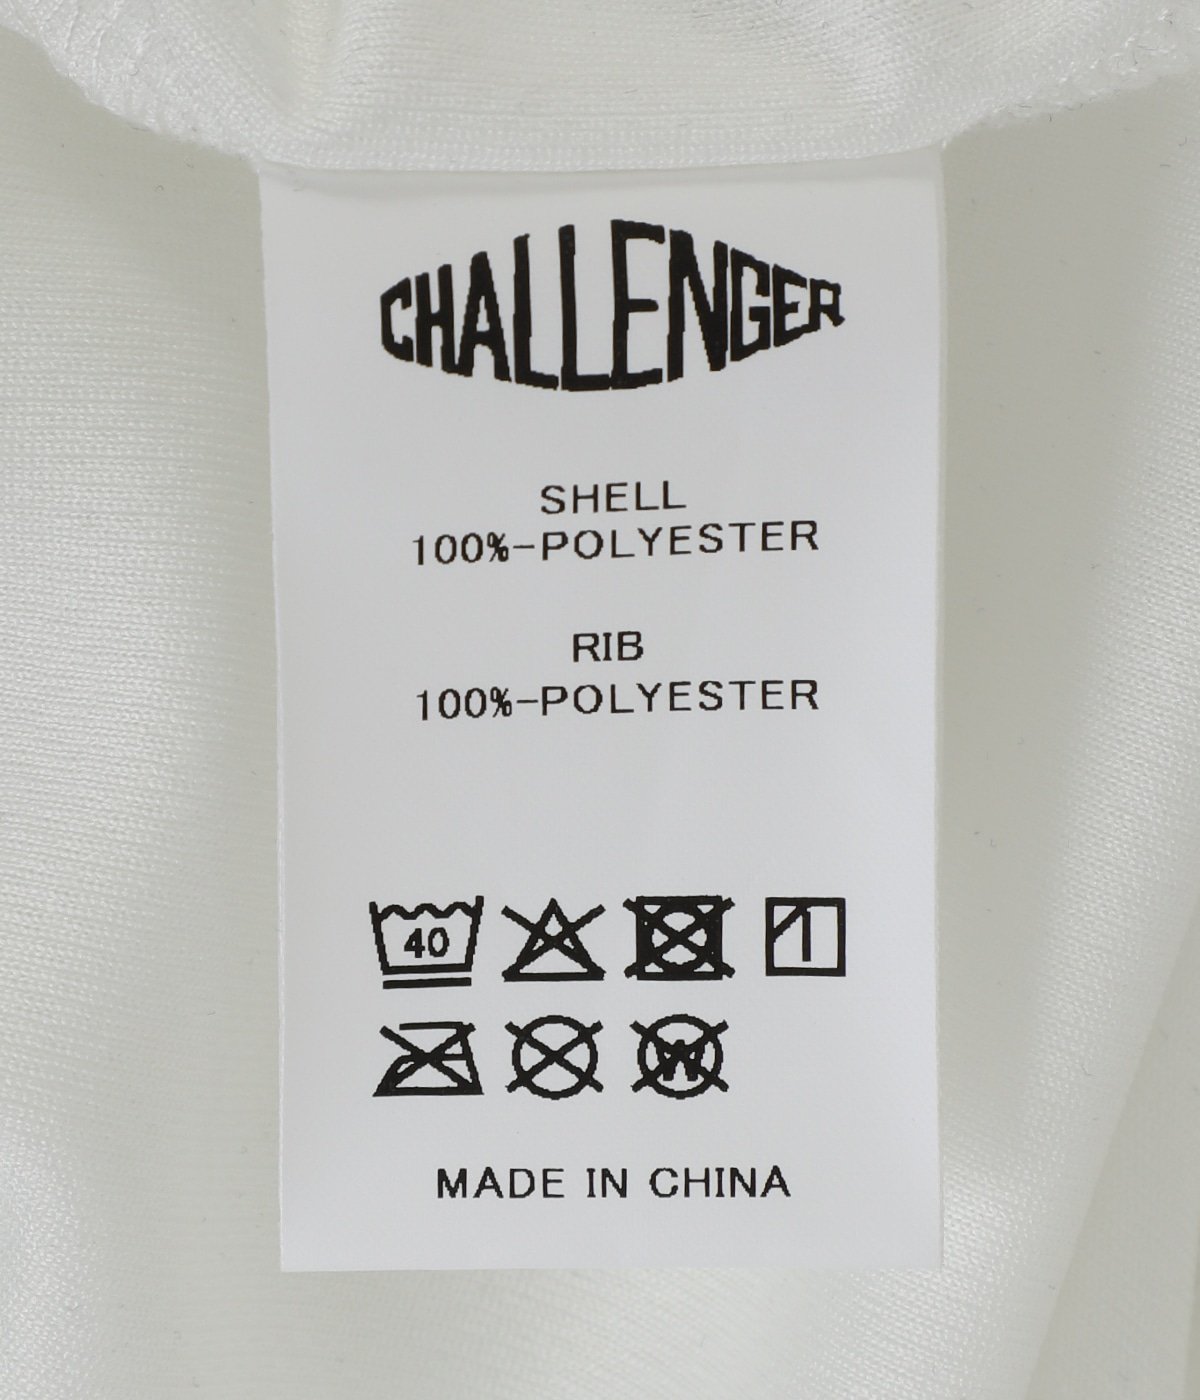 CHALLENGER
SHELL
100%-POLYESTER
RIB
100%-POLYESTER
40
W
MADE IN CHINA